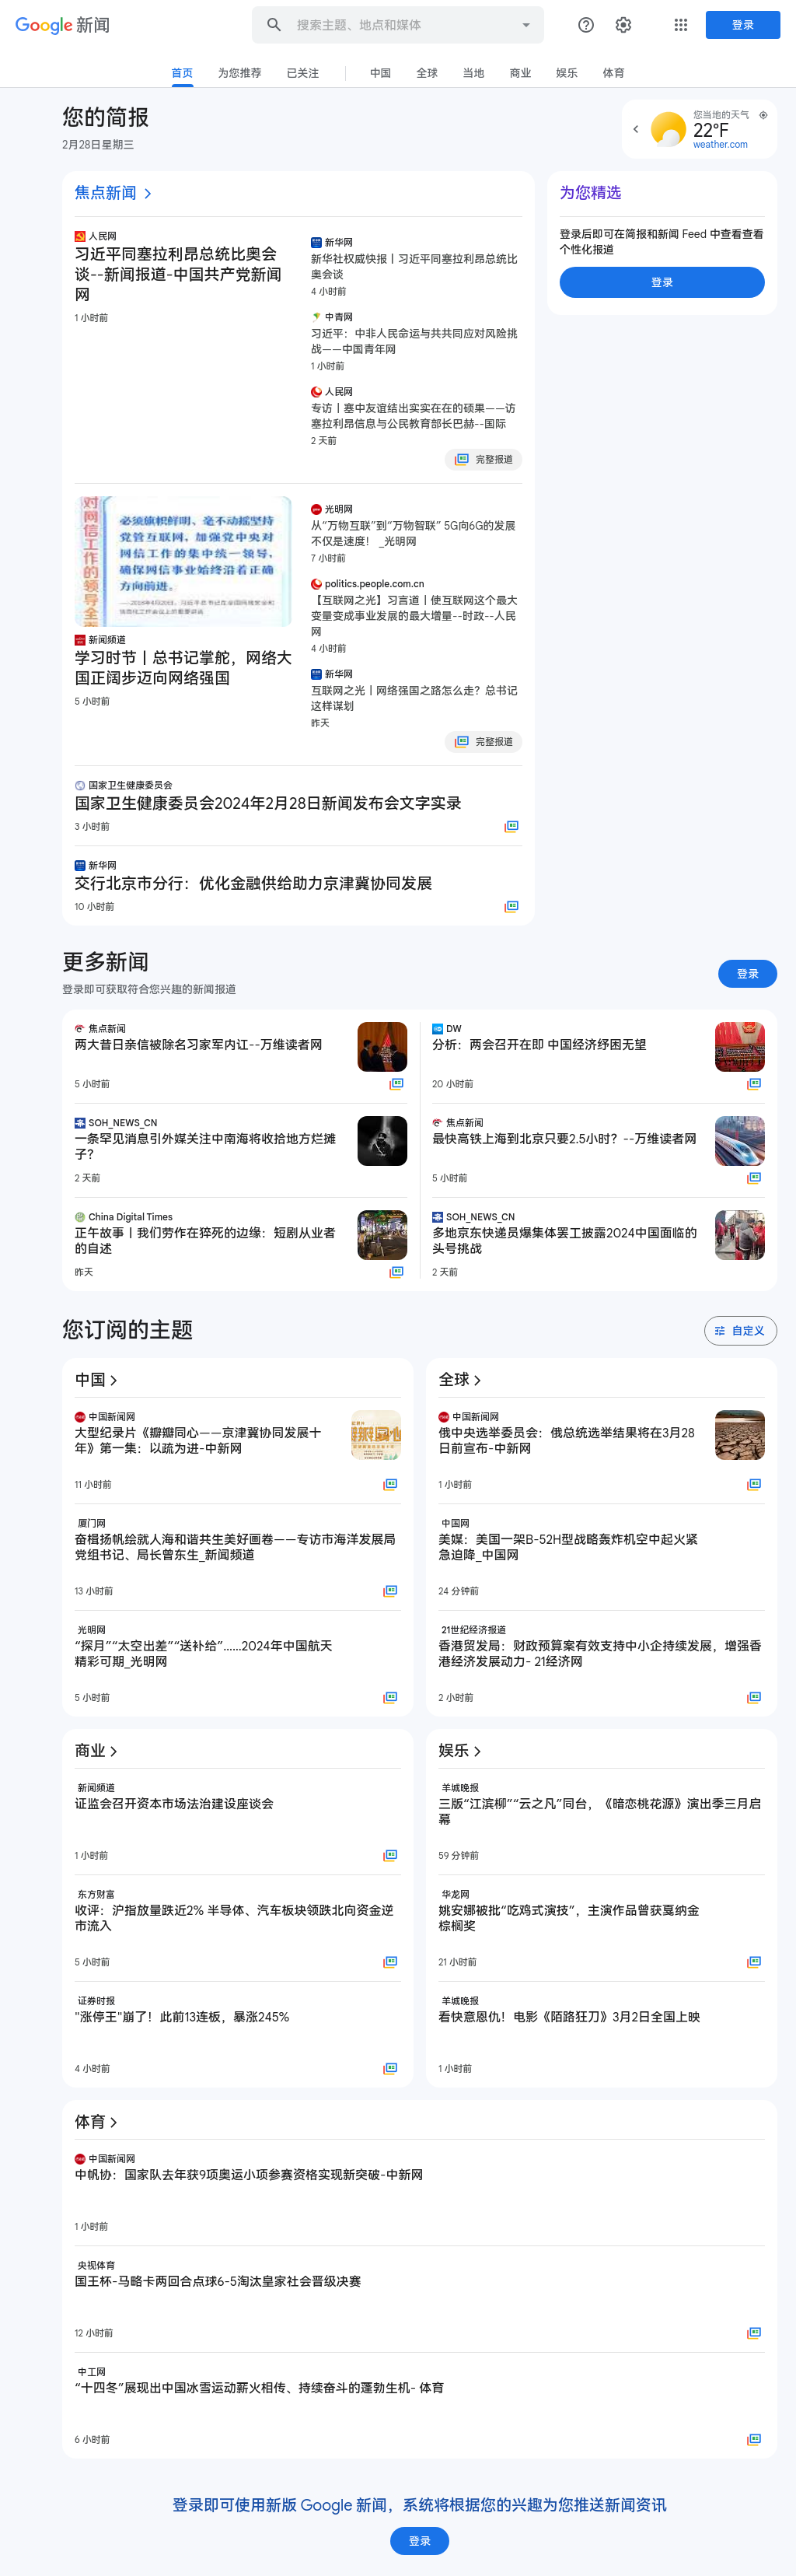 Google 新闻
搜索主题、地点和媒体
登录
首页
为您推荐
已关注
中国
全球
当地
商业
娱乐
体育
您的简报
2月28日星期三
您当地的天气
22°F
weather.com
焦点新闻
人民网
习近平同塞拉利昂总统比奥会
谈--新闻报道-中国共产党新闻
网
1 小时前
新华网
新华社权威快报丨习近平同塞拉利昂总统比
奥会谈
4 小时前
中青网
习近平：中非人民命运与共共同应对风险挑
战——中国青年网
1 小时前
人民网
专访丨塞中友谊结出实实在在的硕果——访
塞拉利昂信息与公民教育部长巴赫--国际
2 天前
完整报道
为您精选
登录后即可在简报和新闻 Feed 中查看查看
个性化报道
登录
对网信工作的领导全面
必须旗帜鲜明、毫不动摇坚持
党管互联网，加强党中央对
网信工作的集中统一领导，
确保网信事业始终沿着正确
方向前进。
新闻频道
学习时节丨总书记掌舵，网络大
国正阔步迈向网络强国
5 小时前
光明网
从“万物互联”到“万物智联” 5G向6G的发展
不仅是速度！ _光明网
7 小时前
politics.people.com.cn
【互联网之光】习言道丨使互联网这个最大
变量变成事业发展的最大增量--时政--人民
网
4 小时前
新华网
互联网之光丨网络强国之路怎么走？总书记
这样谋划
昨天
完整报道
国家卫生健康委员会
国家卫生健康委员会2024年2月28日新闻发布会文字实录
3 小时前
新华网
交行北京市分行：优化金融供给助力京津冀协同发展
10 小时前
更多新闻
登录即可获取符合您兴趣的新闻报道
登录
焦点新闻
两大昔日亲信被除名习家军内讧--万维读者网
5 小时前
DW
分析：两会召开在即 中国经济纾困无望
20 小时前
SOH_NEWS_CN
一条罕见消息引外媒关注中南海将收拾地方烂摊
子？
2 天前
焦点新闻
最快高铁上海到北京只要2.5小时？--万维读者网
5 小时前
China Digital Times
正午故事丨我们劳作在猝死的边缘：短剧从业者
的自述
昨天
SOH_NEWS_CN
多地京东快递员爆集体罢工披露2024中国面临的
头号挑战
2 天前
您订阅的主题
自定义
中国
中国新闻网
大型纪录片《瓣瓣同心——京津冀协同发展十
年》第一集：以疏为进-中新网
11 小时前
厦门网
奋楫扬帆绘就人海和谐共生美好画卷——专访市海洋发展局
党组书记、局长曾东生_新闻频道
13 小时前
光明网
“探月”“太空出差”“送补给”……2024年中国航天
精彩可期_光明网
5 小时前
全球
中国新闻网
俄中央选举委员会：俄总统选举结果将在3月28
日前宣布-中新网
1 小时前
中国网
美媒：美国一架B-52H型战略轰炸机空中起火紧
急迫降_中国网
24 分钟前
21世纪经济报道
香港贸发局：财政预算案有效支持中小企持续发展，增强香
港经济发展动力- 21经济网
2 小时前
商业
新闻频道
证监会召开资本市场法治建设座谈会
1 小时前
东方财富
收评：沪指放量跌近2% 半导体、汽车板块领跌北向资金逆
市流入
5 小时前
证券时报
"涨停王"崩了！此前13连板，暴涨245%
4 小时前
娱乐
羊城晚报
三版“江滨柳”“云之凡”同台，《暗恋桃花源》演出季三月启
幕
59 分钟前
华龙网
姚安娜被批“吃鸡式演技”，主演作品曾获戛纳金
棕榈奖
21 小时前
羊城晚报
看快意恩仇！电影《陌路狂刀》3月2日全国上映
1 小时前
体育
中国新闻网
中帆协：国家队去年获9项奥运小项参赛资格实现新突破-中新网
1 小时前
央视体育
国王杯-马略卡两回合点球6-5淘汰皇家社会晋级决赛
12 小时前
中工网
“十四冬”展现出中国冰雪运动薪火相传、持续奋斗的蓬勃生机- 体育
6 小时前
登录即可使用新版 Google 新闻，系统将根据您的兴趣为您推送新闻资讯
登录